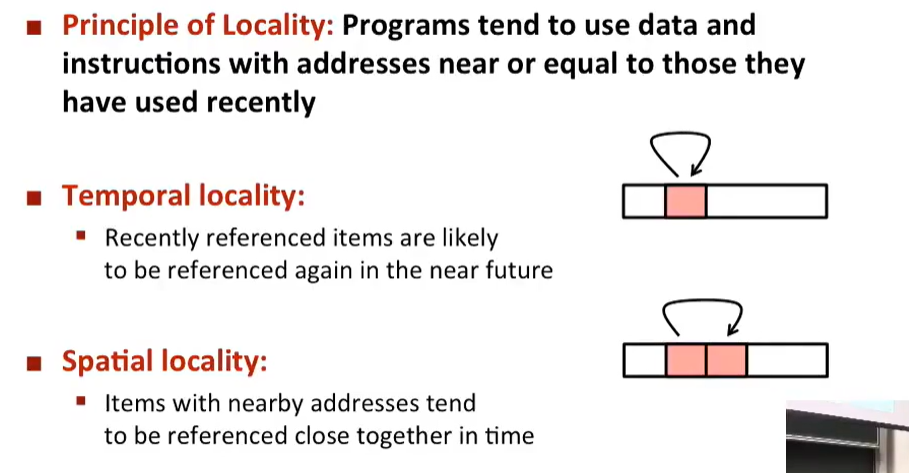 Principle of Locality: Programs tend to use data and
instructions with addresses near or equal to those they
have used recently
Temporal locality:
Recently referenced items are likely
to be referenced again in the near future
Spatial locality:
Items with nearby addresses tend
to be referenced close together in time